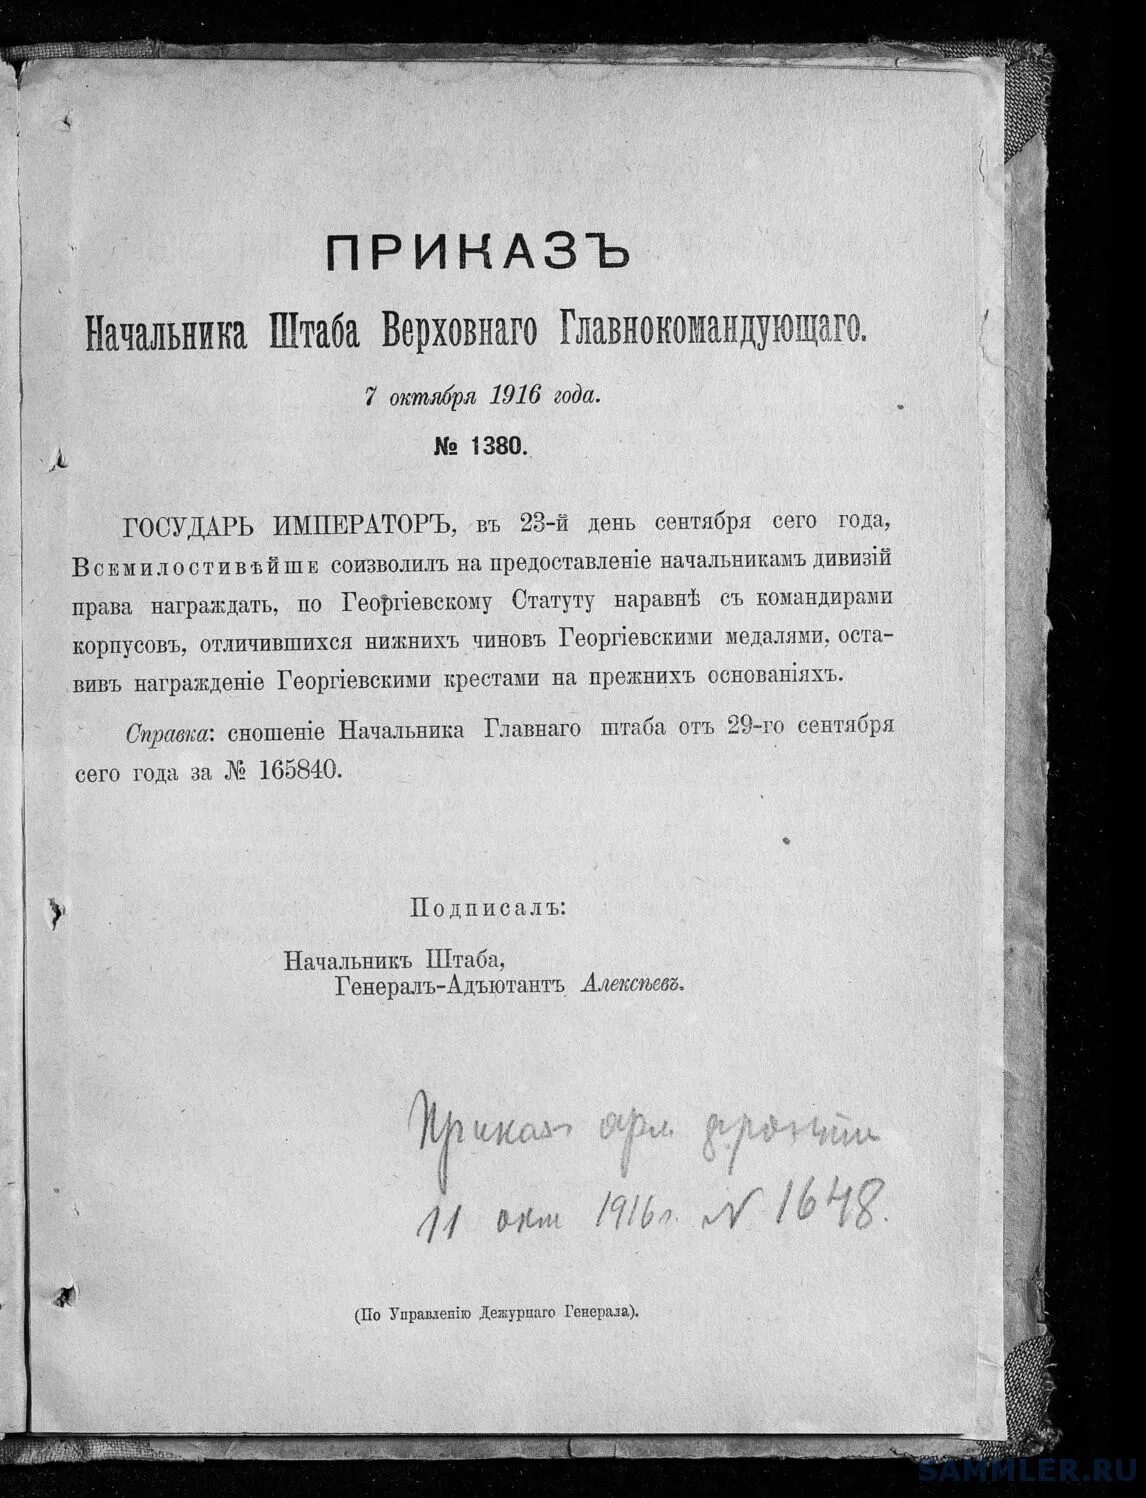 ПРИКАЗЪ
Начальника Штаба Верховнаго Главнокомандующаго.
7 октября 1916 года.
№ 1380.
ГОСУДАРЬ ИМПЕРАТОРЪ, въ 23-й день сентября сего года,
Всемилостивѣйше соизволилъ на предоставленіе начальникамъ дивизій
права награждать, по Георгіевскому Статуту наравнѣ съ командирами
корпусовъ, отличившихся нижнихъ чиновъ Георгіевскими медалями, оста-
вивъ награжденіе Георгіевскими крестами на прежнихъ основаніяхъ.
Справка: сношеніе Начальника Главнаго штаба отъ 29-го сентября
сего года за № 165840.
Подписалъ:
Начальникъ Штаба,
Генералъ-Адъютантъ Алексѣевъ.
Приказ арм
11 окт 1916 г. N 1648.
(По Управленію Дежурнаго Генерала).
SAMMLER.RU